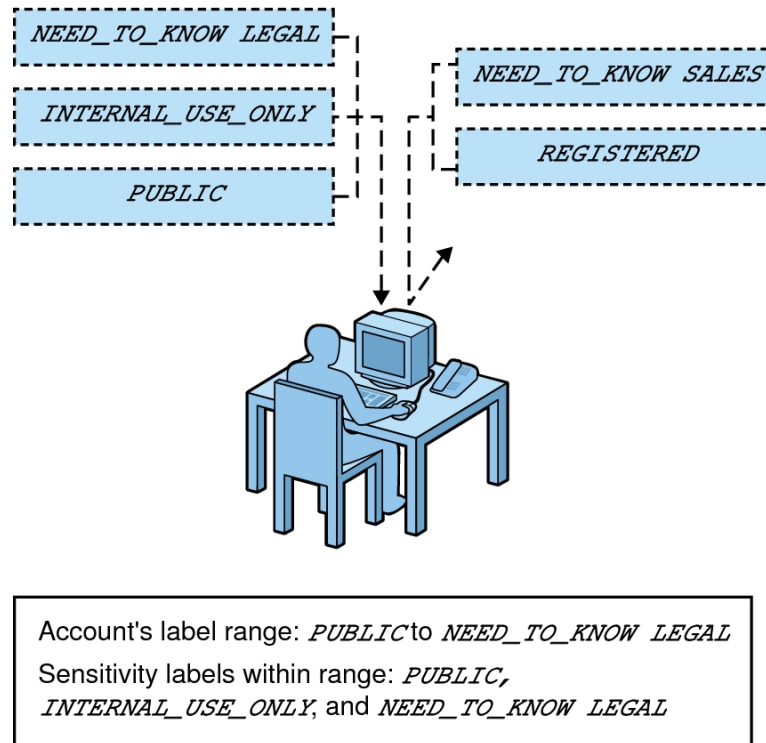 NEED_TO_KNOW LEGAL
INTERNAL_USE_ONLY
PUBLIC
NEED_TO_KNOW SALES
REGISTERED
Account's label range: PUBLIC to NEED_TO_KNOW LEGAL
Sensitivity labels within range: PUBLIC,
INTERNAL_USE_ONLY, and NEED_TO_KNOW LEGAL